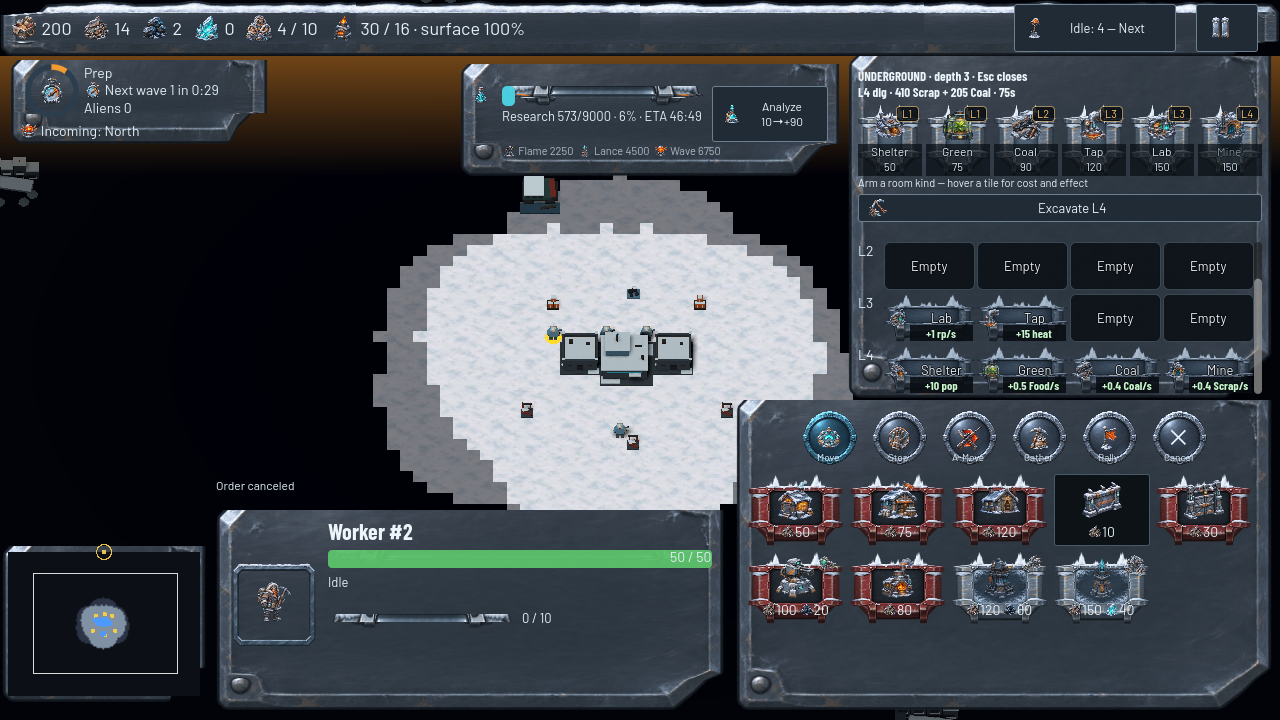 200 14 2 0 4 / 10 30 / 16 · surface 100%
Idle: 4 — Next
Prep
Next wave 1 in 0:29
Aliens 0
Incoming: North
Research 573/9000 · 6% · ETA 46:49
Flame 2250 Lance 4500 Wave 6750
Analyze
10→+90
UNDERGROUND · depth 3 · Esc closes
L4 dig · 410 Scrap + 205 Coal · 75s
L1 L1 L2 L3 L3 L4
Shelter Green Coal Tap Lab Mine
50 75 90 120 150 150
Arm a room kind — hover a tile for cost and effect
Excavate L4
L2 Empty Empty Empty Empty
L3 Lab Tap Empty Empty
+1 rp/s +15 heat
L4 Shelter Green Coal Mine
+10 pop +0.5 Food/s +0.4 Coal/s +0.4 Scrap/s
Order canceled
Worker #2
50 / 50
Idle
0 / 10
Move Stop A-Move Gather Rally Cancel
50 75 120 10 30
100 20 80 120 80 150 40